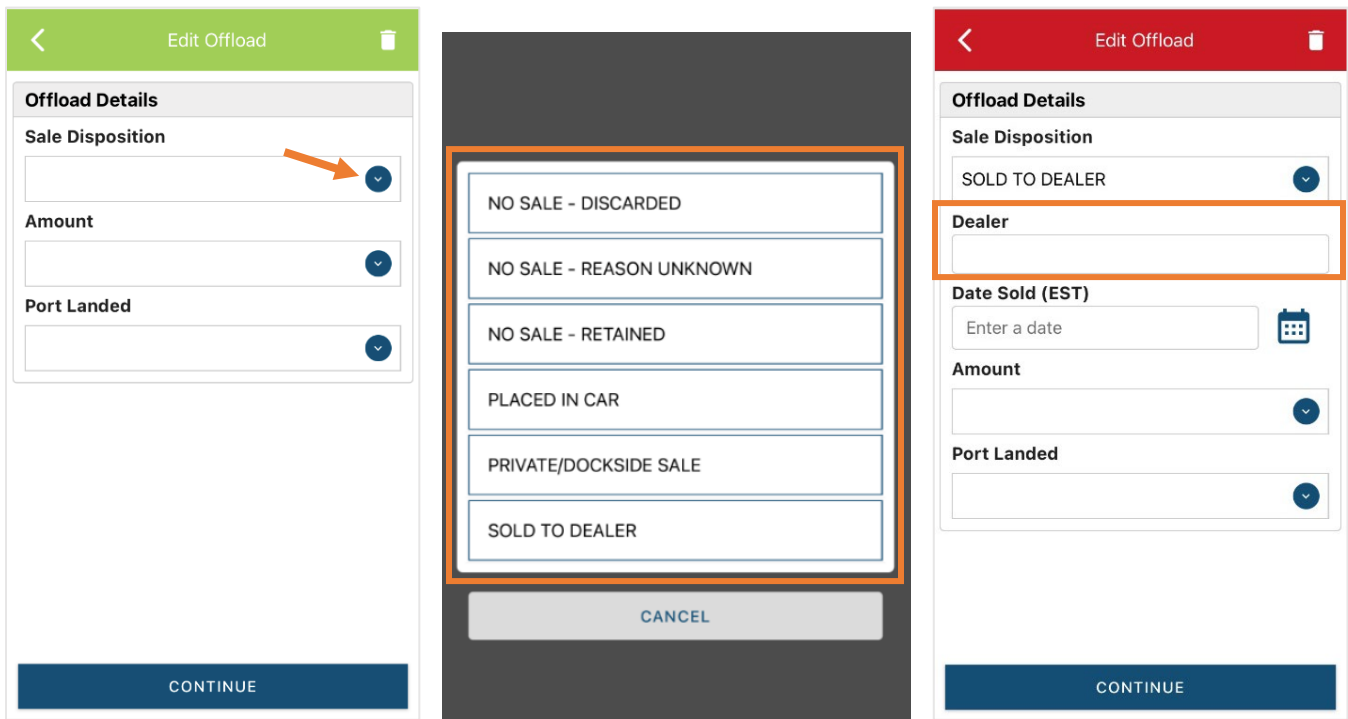 Edit Offload
Offload Details
Sale Disposition
Amount
Port Landed
CONTINUE
NO SALE - DISCARDED
NO SALE - REASON UNKNOWN
NO SALE - RETAINED
PLACED IN CAR
PRIVATE/DOCKSIDE SALE
SOLD TO DEALER
CANCEL
Edit Offload
Offload Details
Sale Disposition
SOLD TO DEALER
Dealer
Date Sold (EST)
Enter a date
Amount
Port Landed
CONTINUE